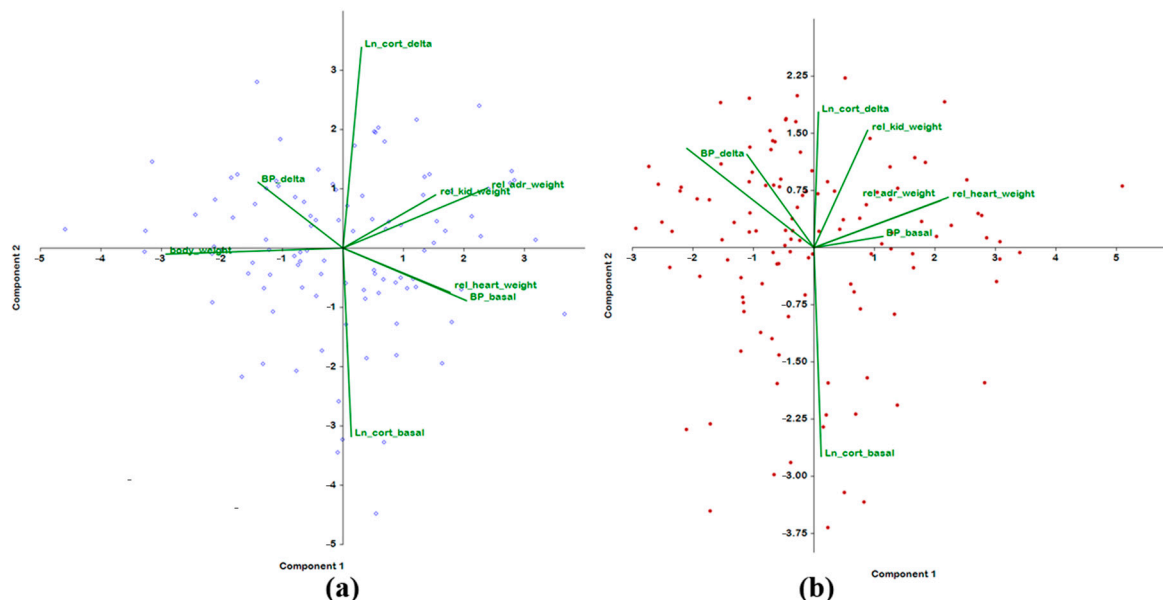 Ln_cort_delta
3
2
BP_delta
1
rel_adr_weight
rel_kid_weight
body_weight
-5
-4
-3
-2
-1
1
2
3
rel_heart_weight
BP_basal
-1
-2
-3
Ln_cort_basal
-4
-5
Component 2
Component 1
(a)
2.25
Ln_cort_delta
1.50
rel_kid_weight
BP_delta
0.75
rel_adr_weight
rel_heart_weight
BP_basal
-2
-1
1
2
3
4
5
-0.75
-1.50
-2.25
Ln_cort_basal
-3.00
-3.75
Component 2
Component 1
(b)